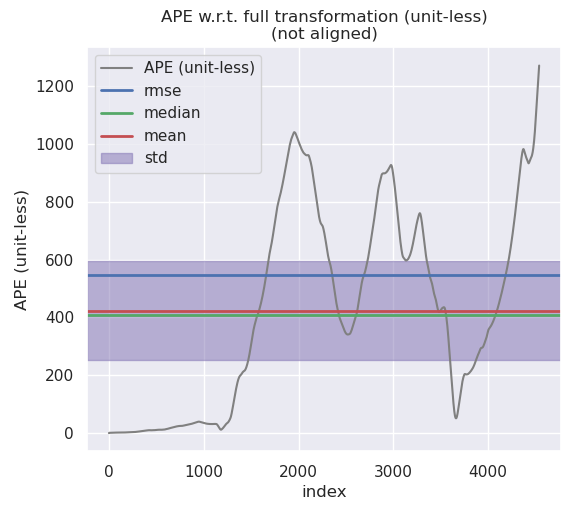 APE w.r.t. full transformation (unit-less)
(not aligned)
APE (unit-less)
rmse
median
mean
std
1200
1000
800
600
400
200
0
APE (unit-less)
0 1000 2000 3000 4000
index